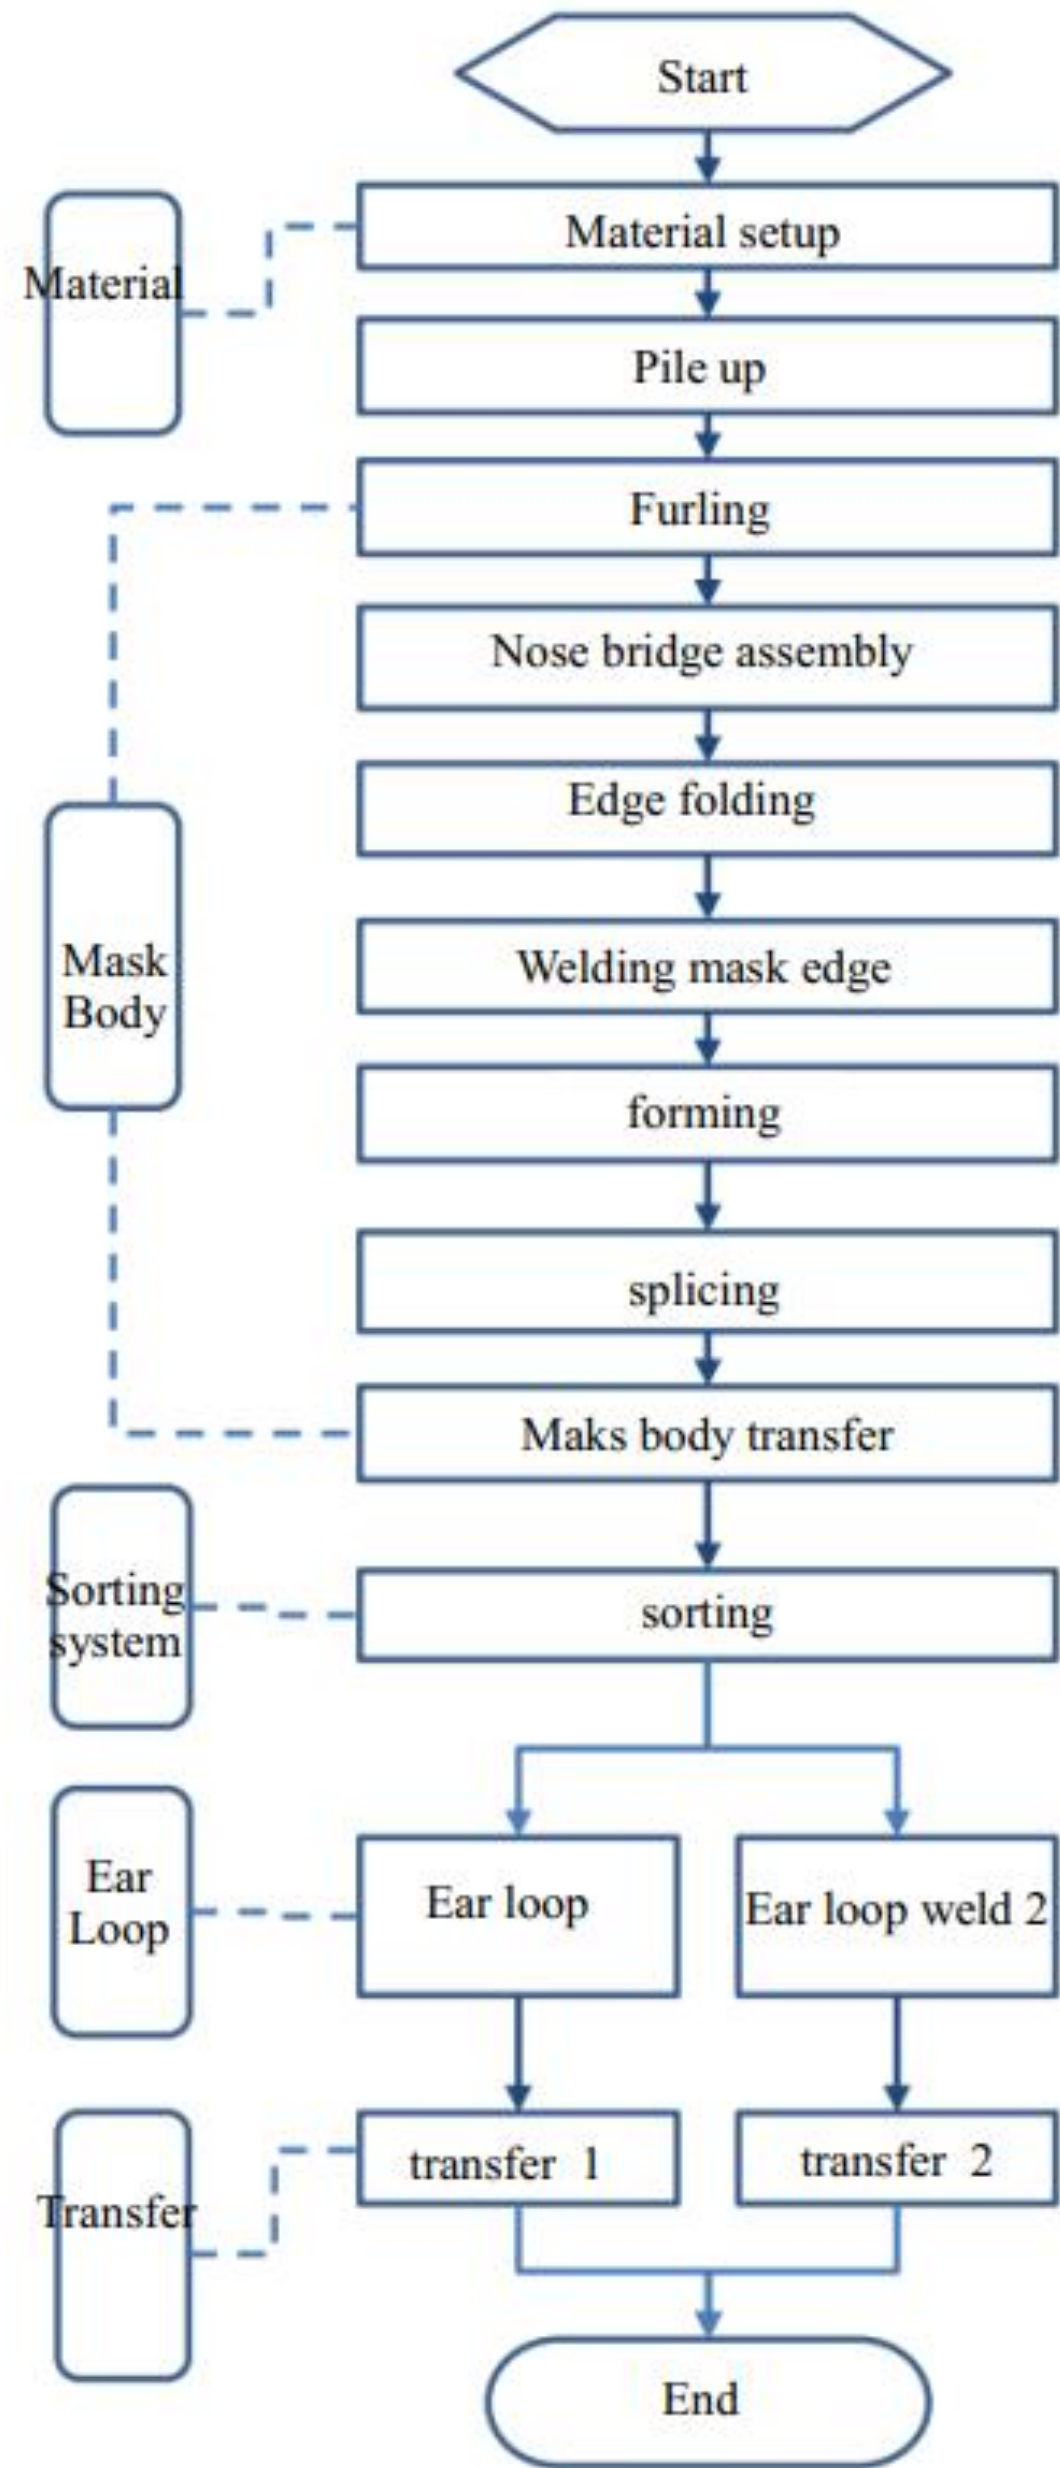 Start
Material setup
Material
Pile up
Furling
Nose bridge assembly
Edge folding
Mask
Body
Welding mask edge
forming
splicing
Maks body transfer
Sorting
system
sorting
Ear
Loop
Ear loop
Ear loop weld 2
Transfer
transfer 1
transfer 2
End